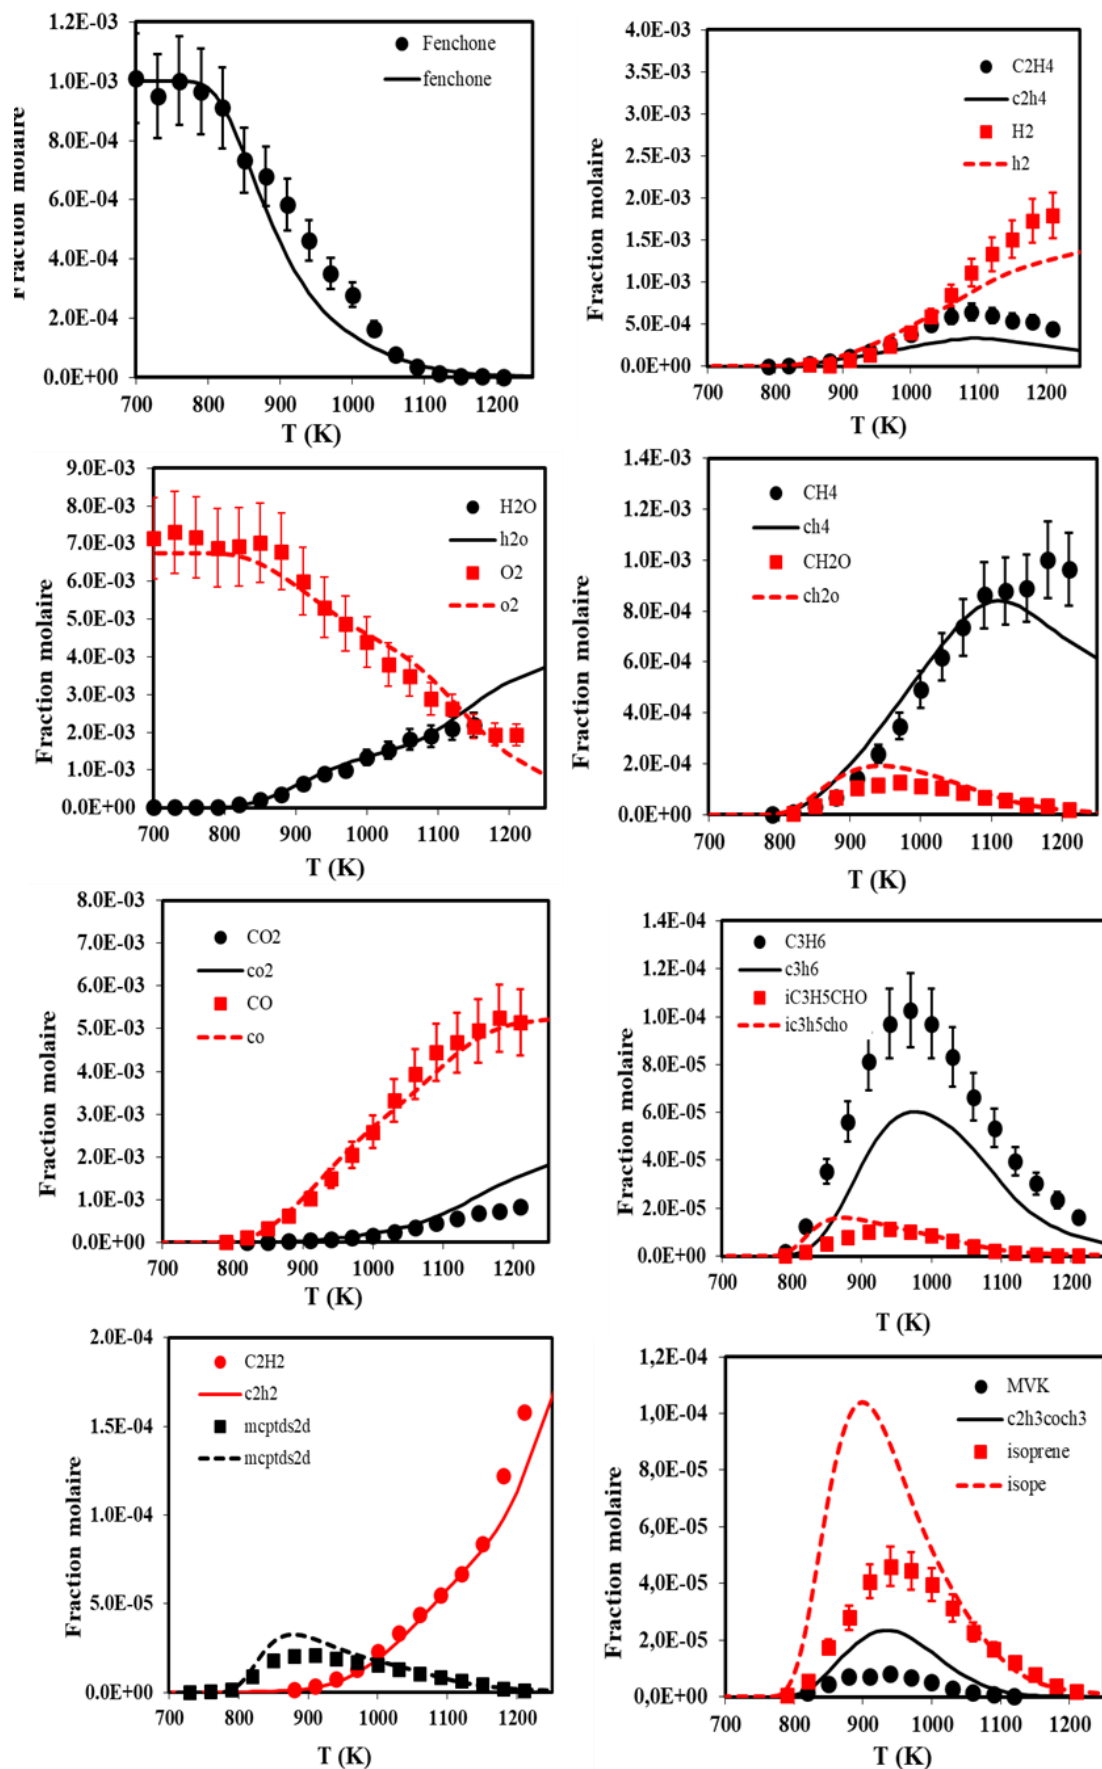 1.2E-03
1.0E-03
8.0E-04
6.0E-04
4.0E-04
2.0E-04
0.0E+00
Fraction molaire
Fenchone
fenchone
700 800 900 1000 1100 1200
T (K)
4.0E-03
3.5E-03
3.0E-03
2.5E-03
2.0E-03
1.5E-03
1.0E-03
5.0E-04
0.0E+00
Fraction molaire
C2H4
c2h4
H2
h2
700 800 900 1000 1100 1200
T (K)
9.0E-03
8.0E-03
7.0E-03
6.0E-03
5.0E-03
4.0E-03
3.0E-03
2.0E-03
1.0E-03
0.0E+00
Fraction molaire
H2O
h2o
O2
o2
700 800 900 1000 1100 1200
T (K)
1.4E-03
1.2E-03
1.0E-03
8.0E-04
6.0E-04
4.0E-04
2.0E-04
0.0E+00
Fraction molaire
CH4
ch4
CH2O
ch2o
700 800 900 1000 1100 1200
T (K)
8.0E-03
7.0E-03
6.0E-03
5.0E-03
4.0E-03
3.0E-03
2.0E-03
1.0E-03
0.0E+00
Fraction molaire
CO2
co2
CO
co
700 800 900 1000 1100 1200
T (K)
1.4E-04
1.2E-04
1.0E-04
8.0E-05
6.0E-05
4.0E-05
2.0E-05
0.0E+00
Fraction molaire
C3H6
c3h6
iC3H5CHO
ic3h5cho
700 800 900 1000 1100 1200
T (K)
2.0E-04
1.5E-04
1.0E-04
5.0E-05
0.0E+00
Fraction molaire
C2H2
c2h2
mcptds2d
mcptds2d
700 800 900 1000 1100 1200
T (K)
1,2E-04
1,0E-04
8,0E-05
6,0E-05
4,0E-05
2,0E-05
0,0E+00
Fraction molaire
MVK
c2h3coch3
isoprene
isope
700 800 900 1000 1100 1200
T (K)